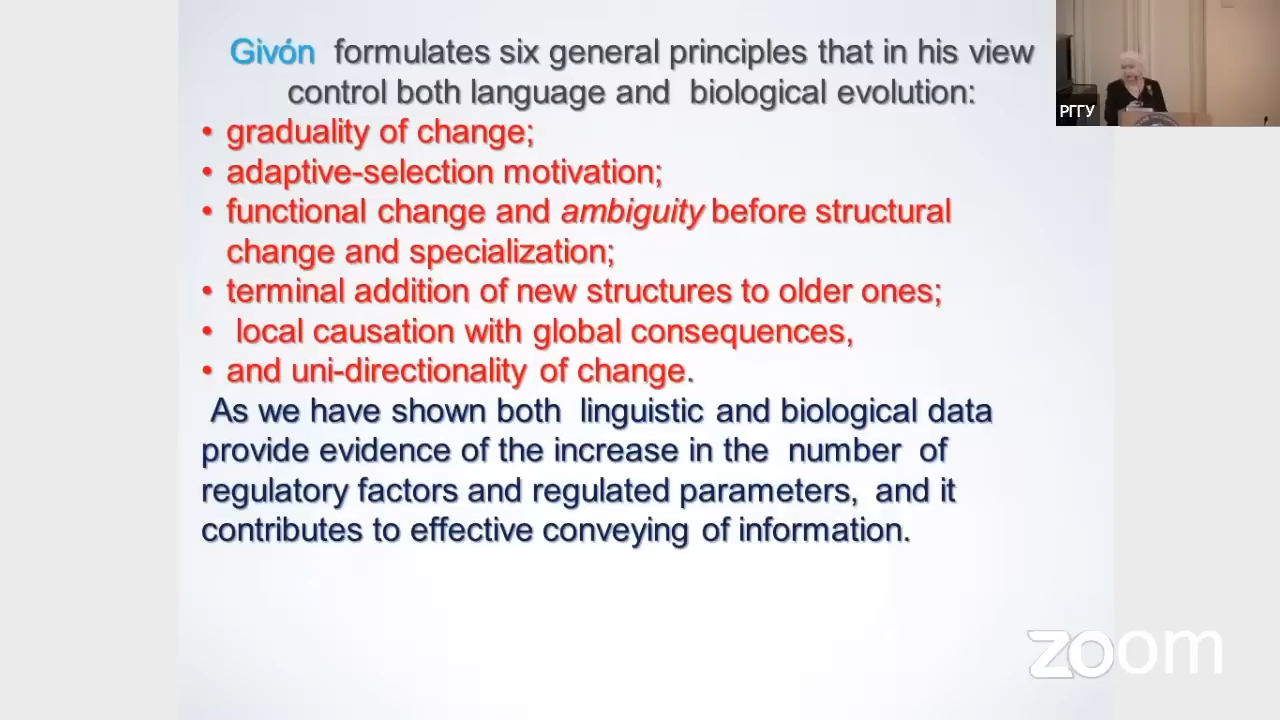 Givón formulates six general principles that in his view
control both language and biological evolution:
• graduality of change;
• adaptive-selection motivation;
• functional change and ambiguity before structural
change and specialization;
• terminal addition of new structures to older ones;
• local causation with global consequences,
• and uni-directionality of change.
As we have shown both linguistic and biological data
provide evidence of the increase in the number of
regulatory factors and regulated parameters, and it
contributes to effective conveying of information.
РГГУ
zoom